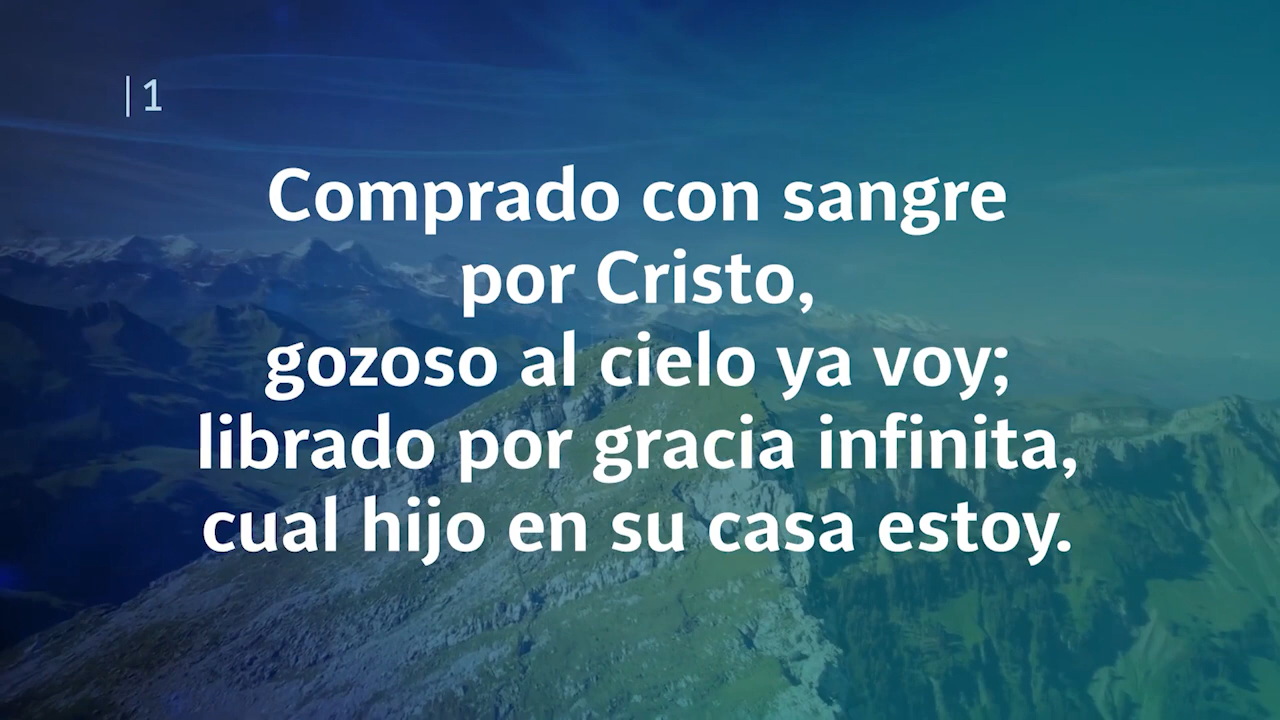 |1
Comprado con sangre
por Cristo,
gozoso al cielo ya voy;
librado por gracia infinita,
cual hijo en su casa estoy.